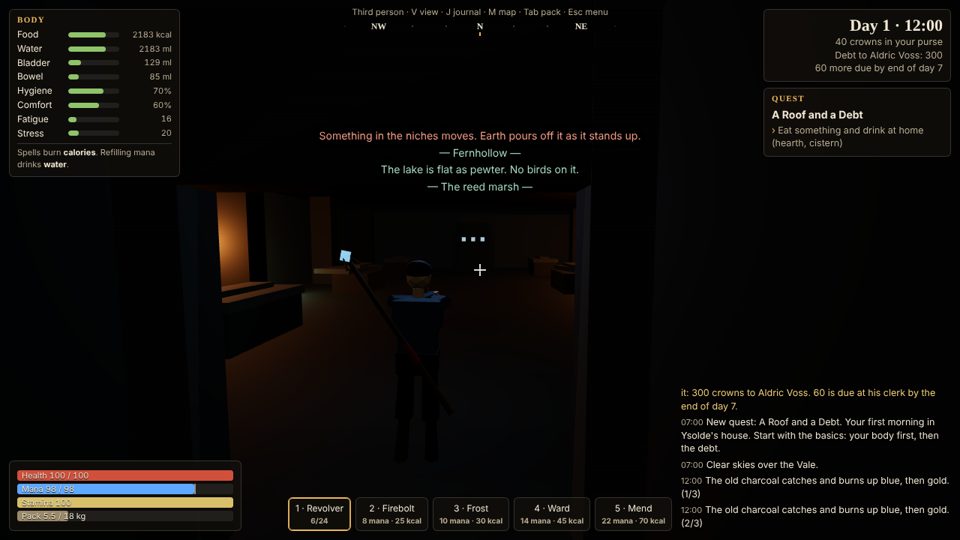 Third person · V view · J journal · M map · Tab pack · Esc menu
NW · N · NE
BODY
Food 2183 kcal
Water 2183 ml
Bladder 129 ml
Bowel 85 ml
Hygiene 70%
Comfort 60%
Fatigue 16
Stress 20
Spells burn calories. Refilling mana
drinks water.
Day 1 · 12:00
40 crowns in your purse
Debt to Aldric Voss: 300
60 more due by end of day 7
QUEST
A Roof and a Debt
› Eat something and drink at home
(hearth, cistern)
Something in the niches moves. Earth pours off it as it stands up.
— Fernhollow —
The lake is flat as pewter. No birds on it.
— The reed marsh —
it: 300 crowns to Aldric Voss. 60 is due at his clerk by the
end of day 7.
07:00 New quest: A Roof and a Debt. Your first morning in
Ysolde's house. Start with the basics: your body first, then
the debt.
07:00 Clear skies over the Vale.
12:00 The old charcoal catches and burns up blue, then gold.
(1/3)
12:00 The old charcoal catches and burns up blue, then gold.
(2/3)
Health 100 / 100
Mana 98 / 98
Stamina 100
Pack 5.5 / 18 kg
1 · Revolver
6/24
2 · Firebolt
8 mana · 25 kcal
3 · Frost
10 mana · 30 kcal
4 · Ward
14 mana · 45 kcal
5 · Mend
22 mana · 70 kcal